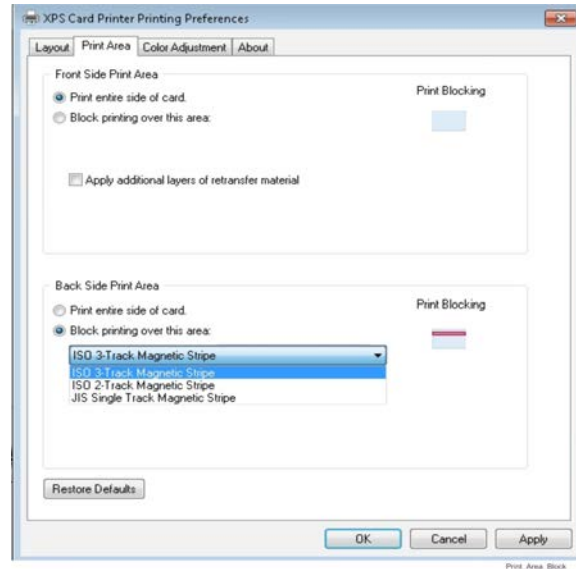 XPS Card Printer Printing Preferences
Layout Print Area Color Adjustment About
Front Side Print Area
Print entire side of card.
Print Blocking
Block printing over this area:
Apply additional layers of retransfer material
Back Side Print Area
Print entire side of card.
Print Blocking
Block printing over this area:
ISO 3-Track Magnetic Stripe
ISO 3-Track Magnetic Stripe
ISO 2-Track Magnetic Stripe
JIS Single Track Magnetic Stripe
Restore Defaults
OK Cancel Apply
Print_Area_Block